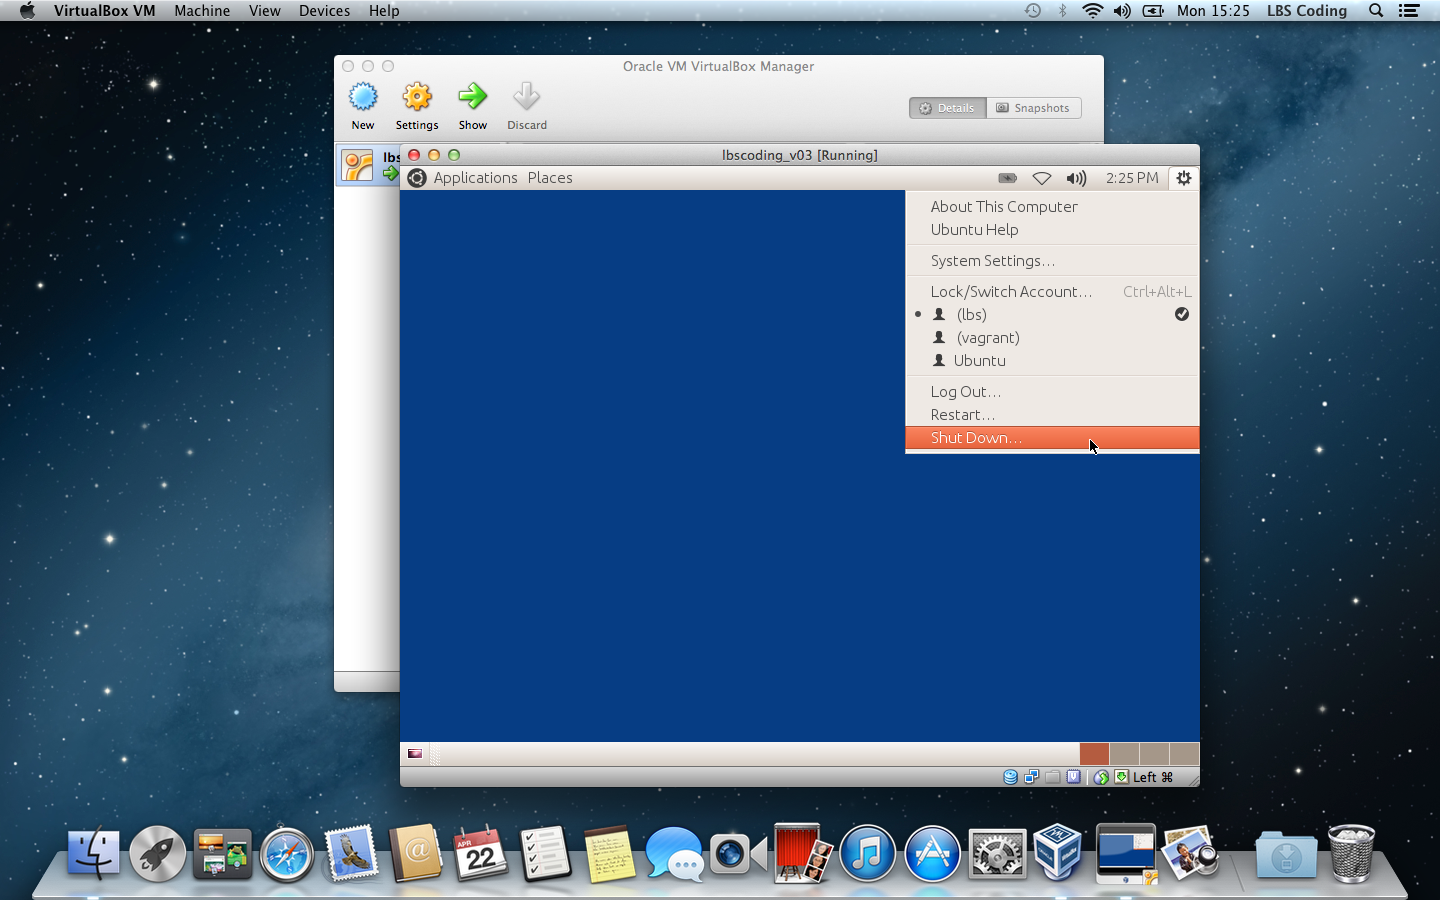 VirtualBox VM Machine View Devices Help Mon 15:25 LBS Coding
Oracle VM VirtualBox Manager
New Settings Show Discard Details Snapshots
lbs
lbscoding_v03 [Running]
Applications Places 2:25 PM
About This Computer
Ubuntu Help
System Settings...
Lock/Switch Account... Ctrl+Alt+L
(lbs)
(vagrant)
Ubuntu
Log Out...
Restart...
Shut Down...
Left ⌘
APR
22